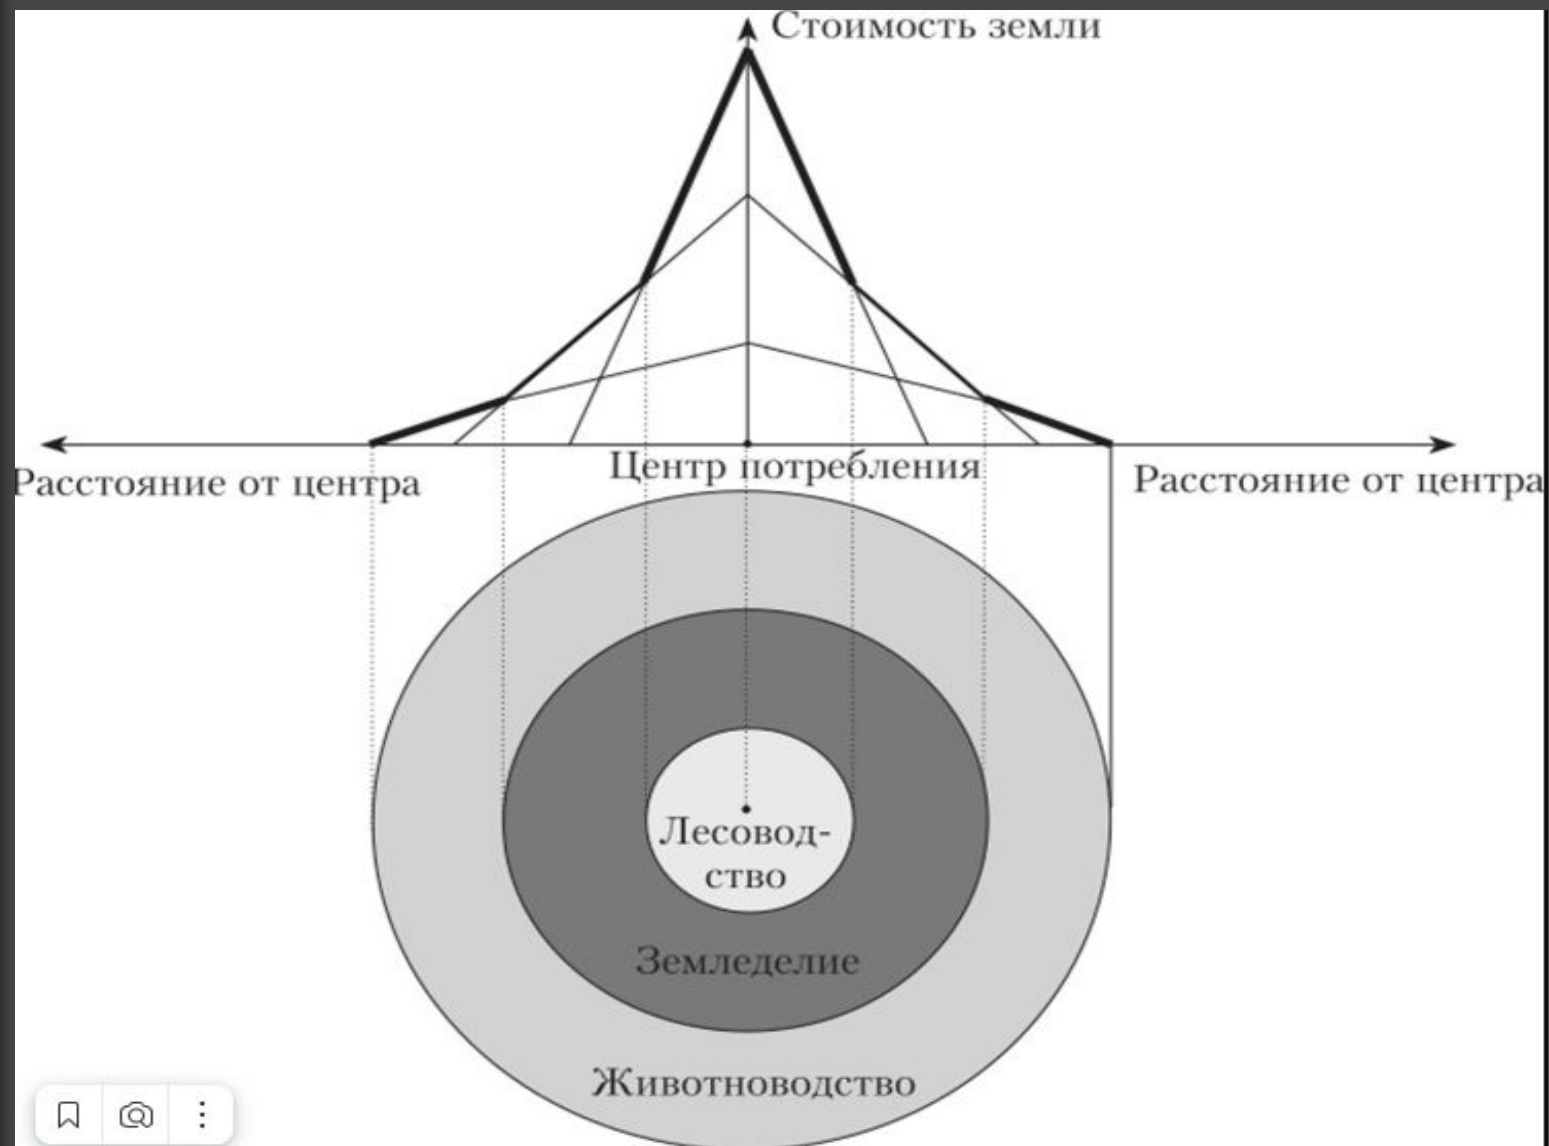 Стоимость земли
Центр потребления
Расстояние от центра
Расстояние от центра
Лесовод-
ство
Земледелие
Животноводство